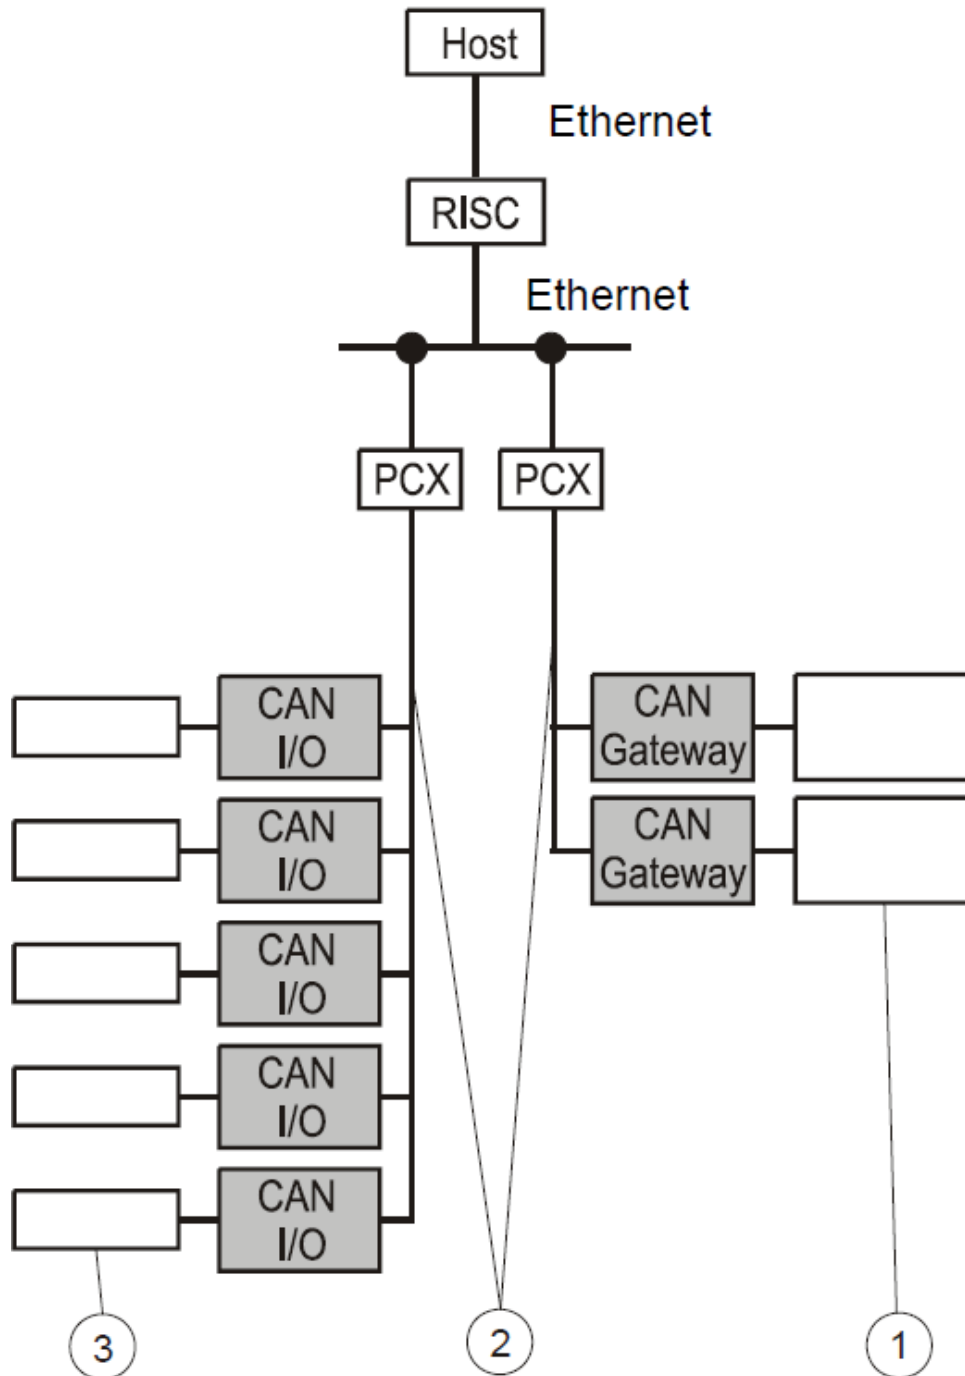 Host
Ethernet
RISC
Ethernet
PCX
PCX
CAN
I/O
CAN
Gateway
CAN
I/O
CAN
Gateway
CAN
I/O
CAN
I/O
CAN
I/O
3
2
1